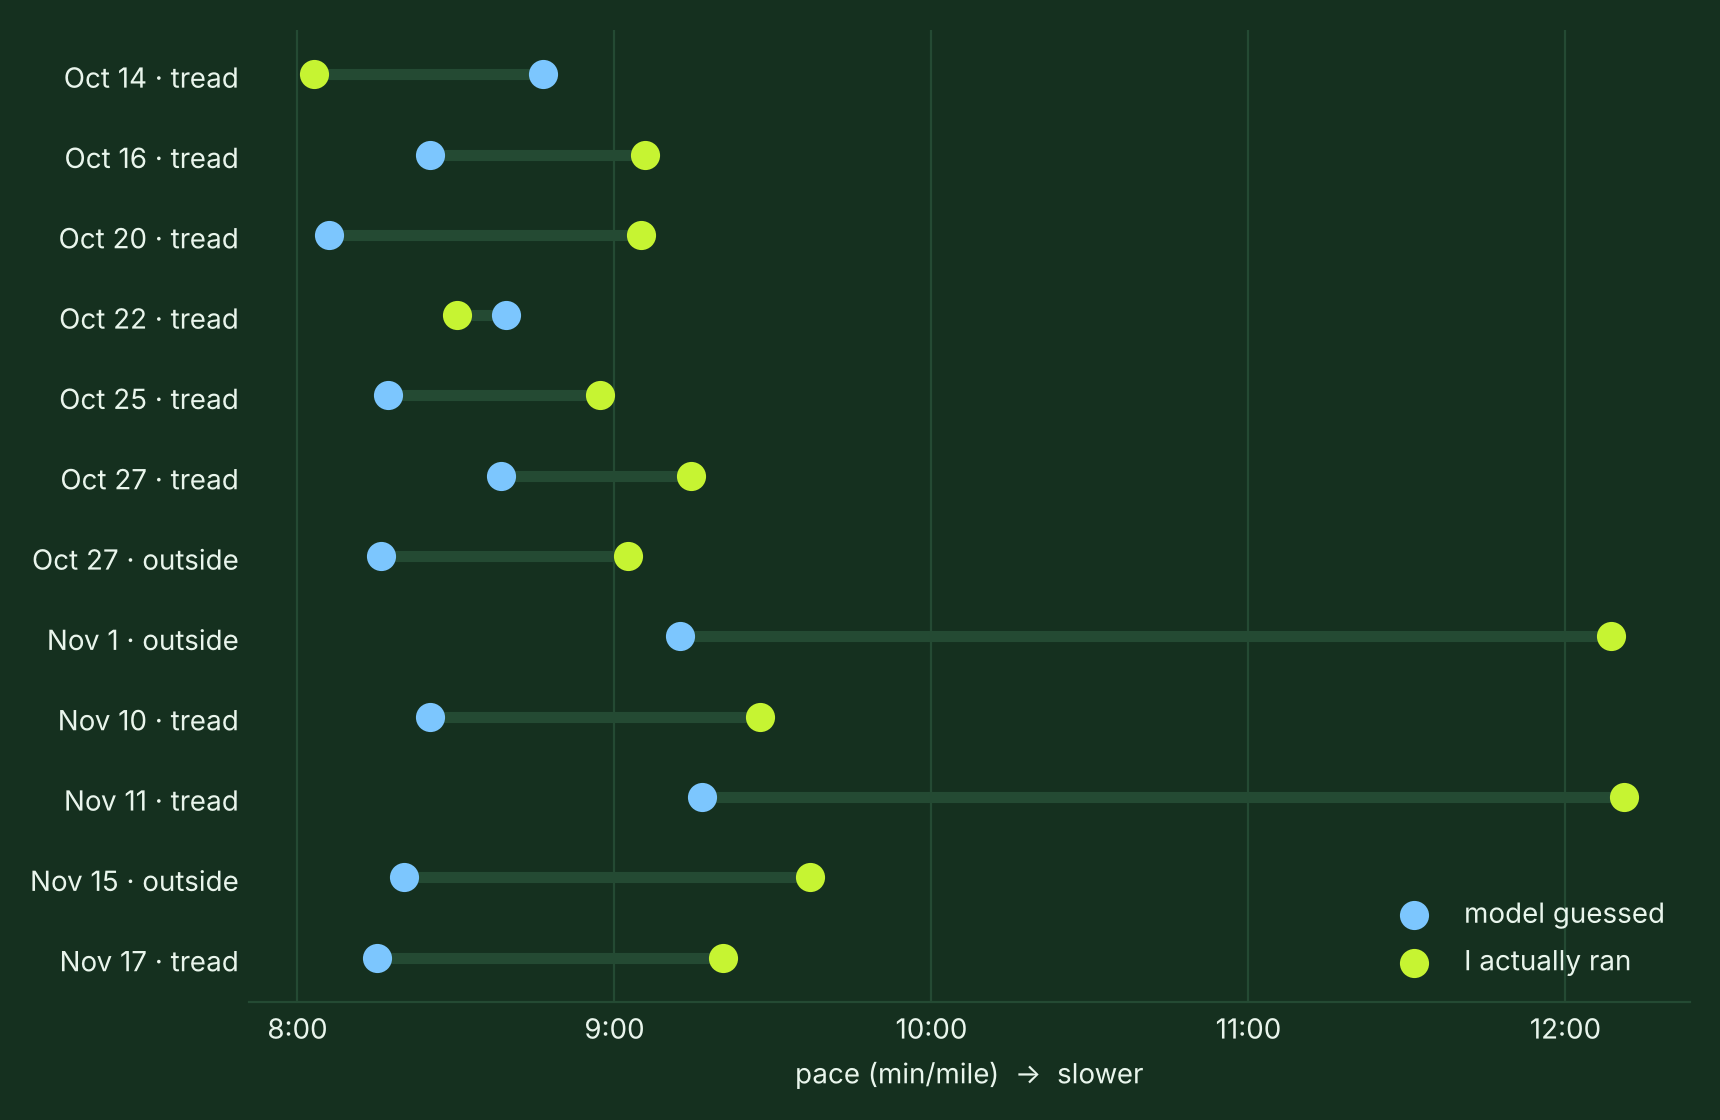 Oct 14 · tread
Oct 16 · tread
Oct 20 · tread
Oct 22 · tread
Oct 25 · tread
Oct 27 · tread
Oct 27 · outside
Nov 1 · outside
Nov 10 · tread
Nov 11 · tread
Nov 15 · outside
Nov 17 · tread
model guessed
I actually ran
8:00 9:00 10:00 11:00 12:00
pace (min/mile) → slower